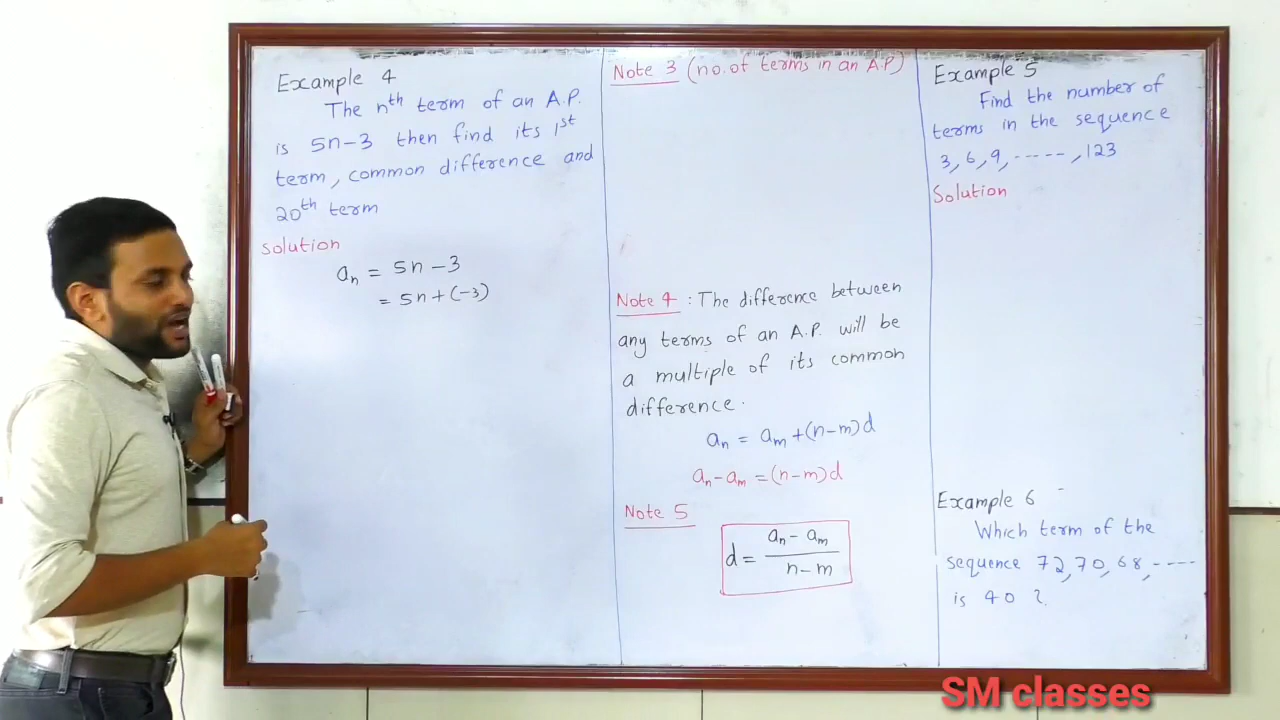 Example 4
The nth term of an A.P.
is 5n-3 then find its 1st
term, common difference and
20th term
solution
an = 5n-3
= 5n+(-3)
Note 3 (no.of terms in an A.P)
Note 4 : The difference between
any terms of an A.P. will be
a multiple of its common
difference.
an = am+(n-m)d
an-am =(n-m)d
Note 5
d = an-am / n-m
Example 5
Find the number of
terms in the sequence
3, 6, 9, -----, 123
Solution
Example 6
Which term of the
sequence 72, 70, 68, ----
is 40 ?
SM classes